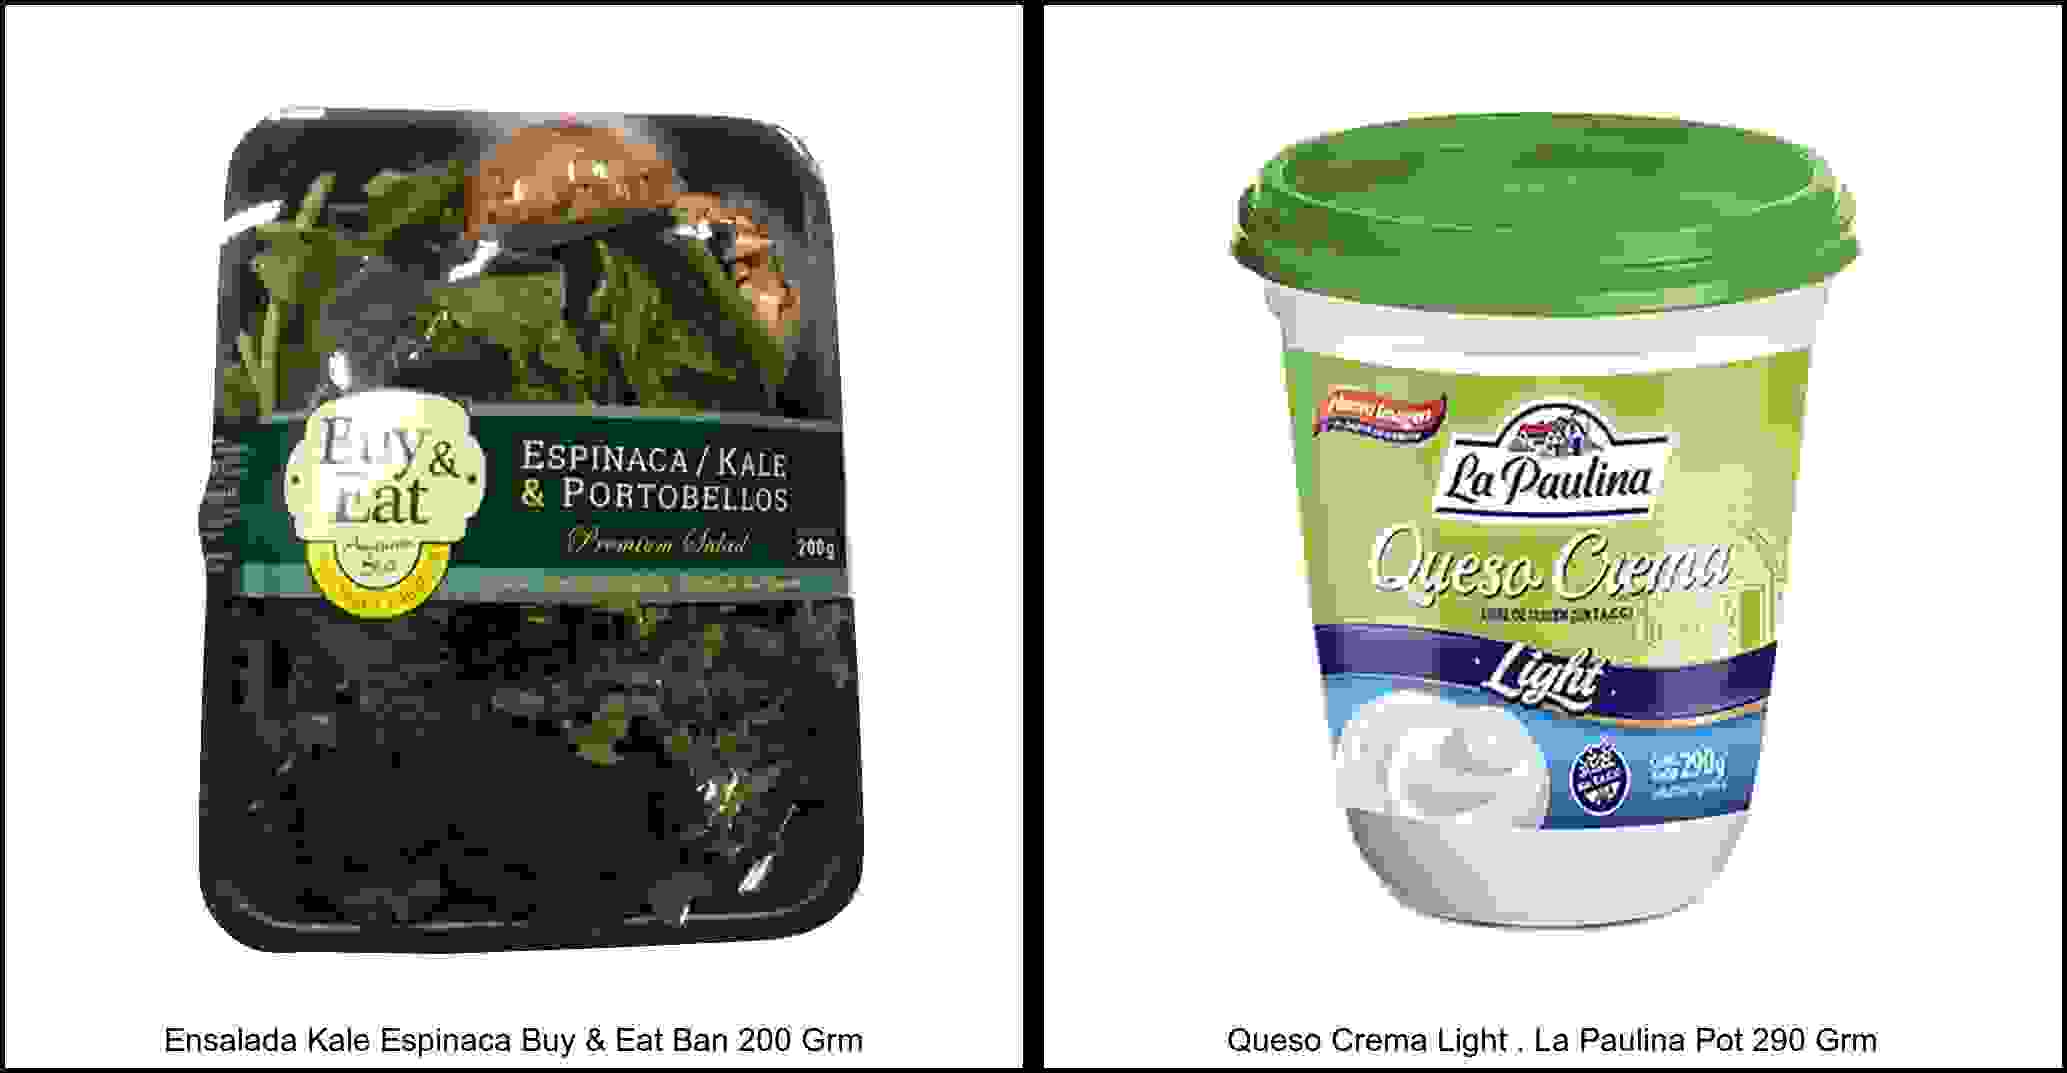 Buy &
Eat
ESPINACA / KALE
& PORTOBELLOS
Premium Salad
200g
Ensalada Kale Espinaca Buy & Eat Ban 200 Grm
La Paulina
Queso Crema
Light
Queso Crema Light . La Paulina Pot 290 Grm